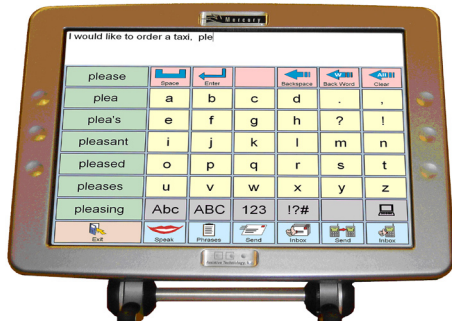 Mercury
I would like to order a taxi,  ple
please Space Enter Backspace Back Word Clear
plea a b c d . ,
plea's e f g h ? !
pleasant i j k l m n
pleased o p q r s t
pleases u v w x y z
pleasing Abc ABC 123 !?#
Exit Speak Phrases Send Inbox Send Inbox